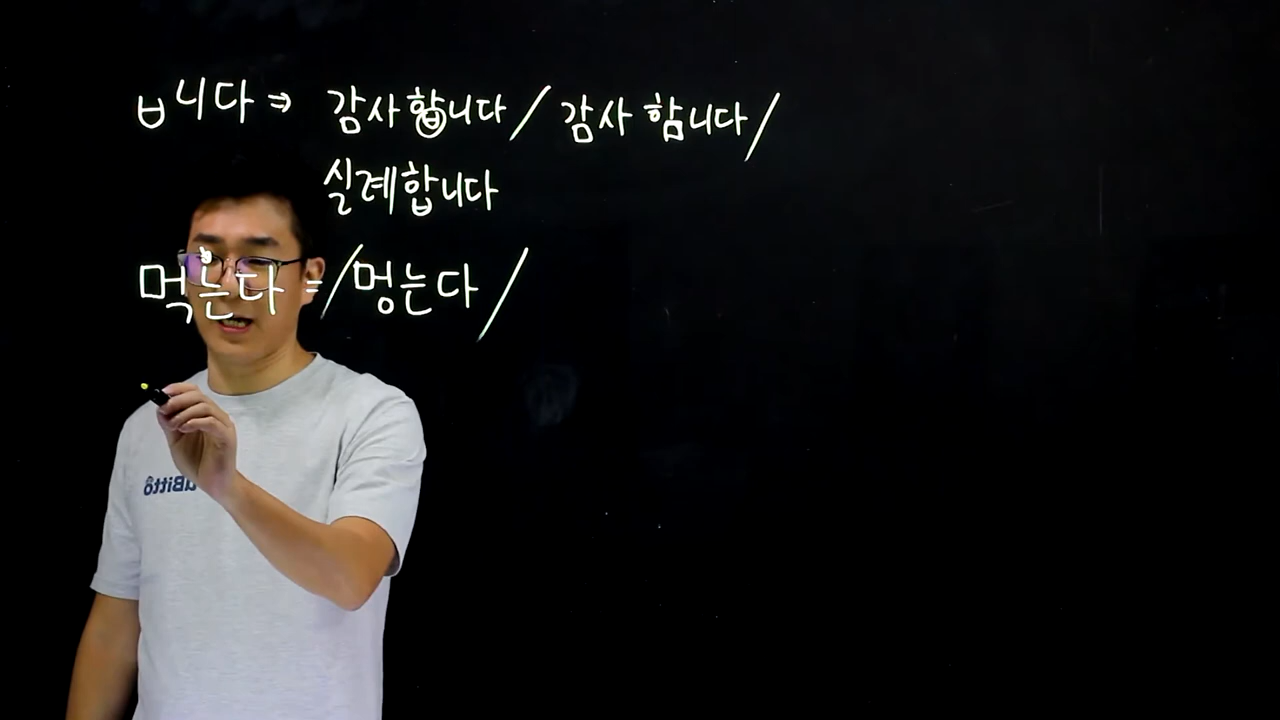 ㅂ니다 ⇒ 감사합니다 / 감사 함니다 /
실례합니다
먹는다 = / 멍는다 /